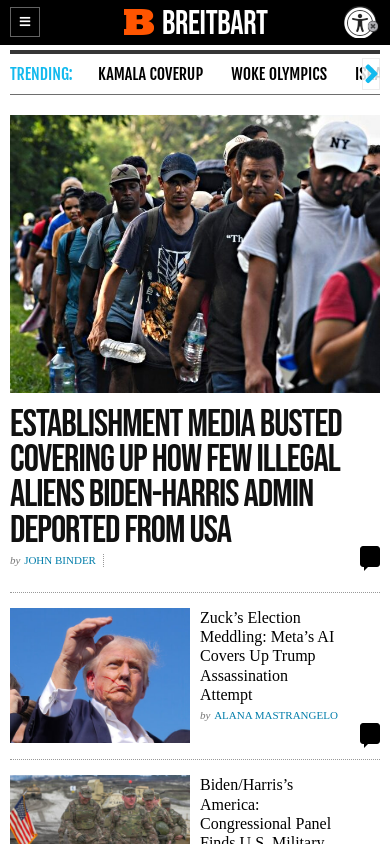 BREITBART
TRENDING:
KAMALA COVERUP
WOKE OLYMPICS
NY
"Th
ESTABLISHMENT MEDIA BUSTED
COVERING UP HOW FEW ILLEGAL
ALIENS BIDEN-HARRIS ADMIN
DEPORTED FROM USA
by JOHN BINDER
Zuck’s Election
Meddling: Meta’s AI
Covers Up Trump
Assassination
Attempt
by ALANA MASTRANGELO
Biden/Harris’s
America:
Congressional Panel
Finds U.S. Military